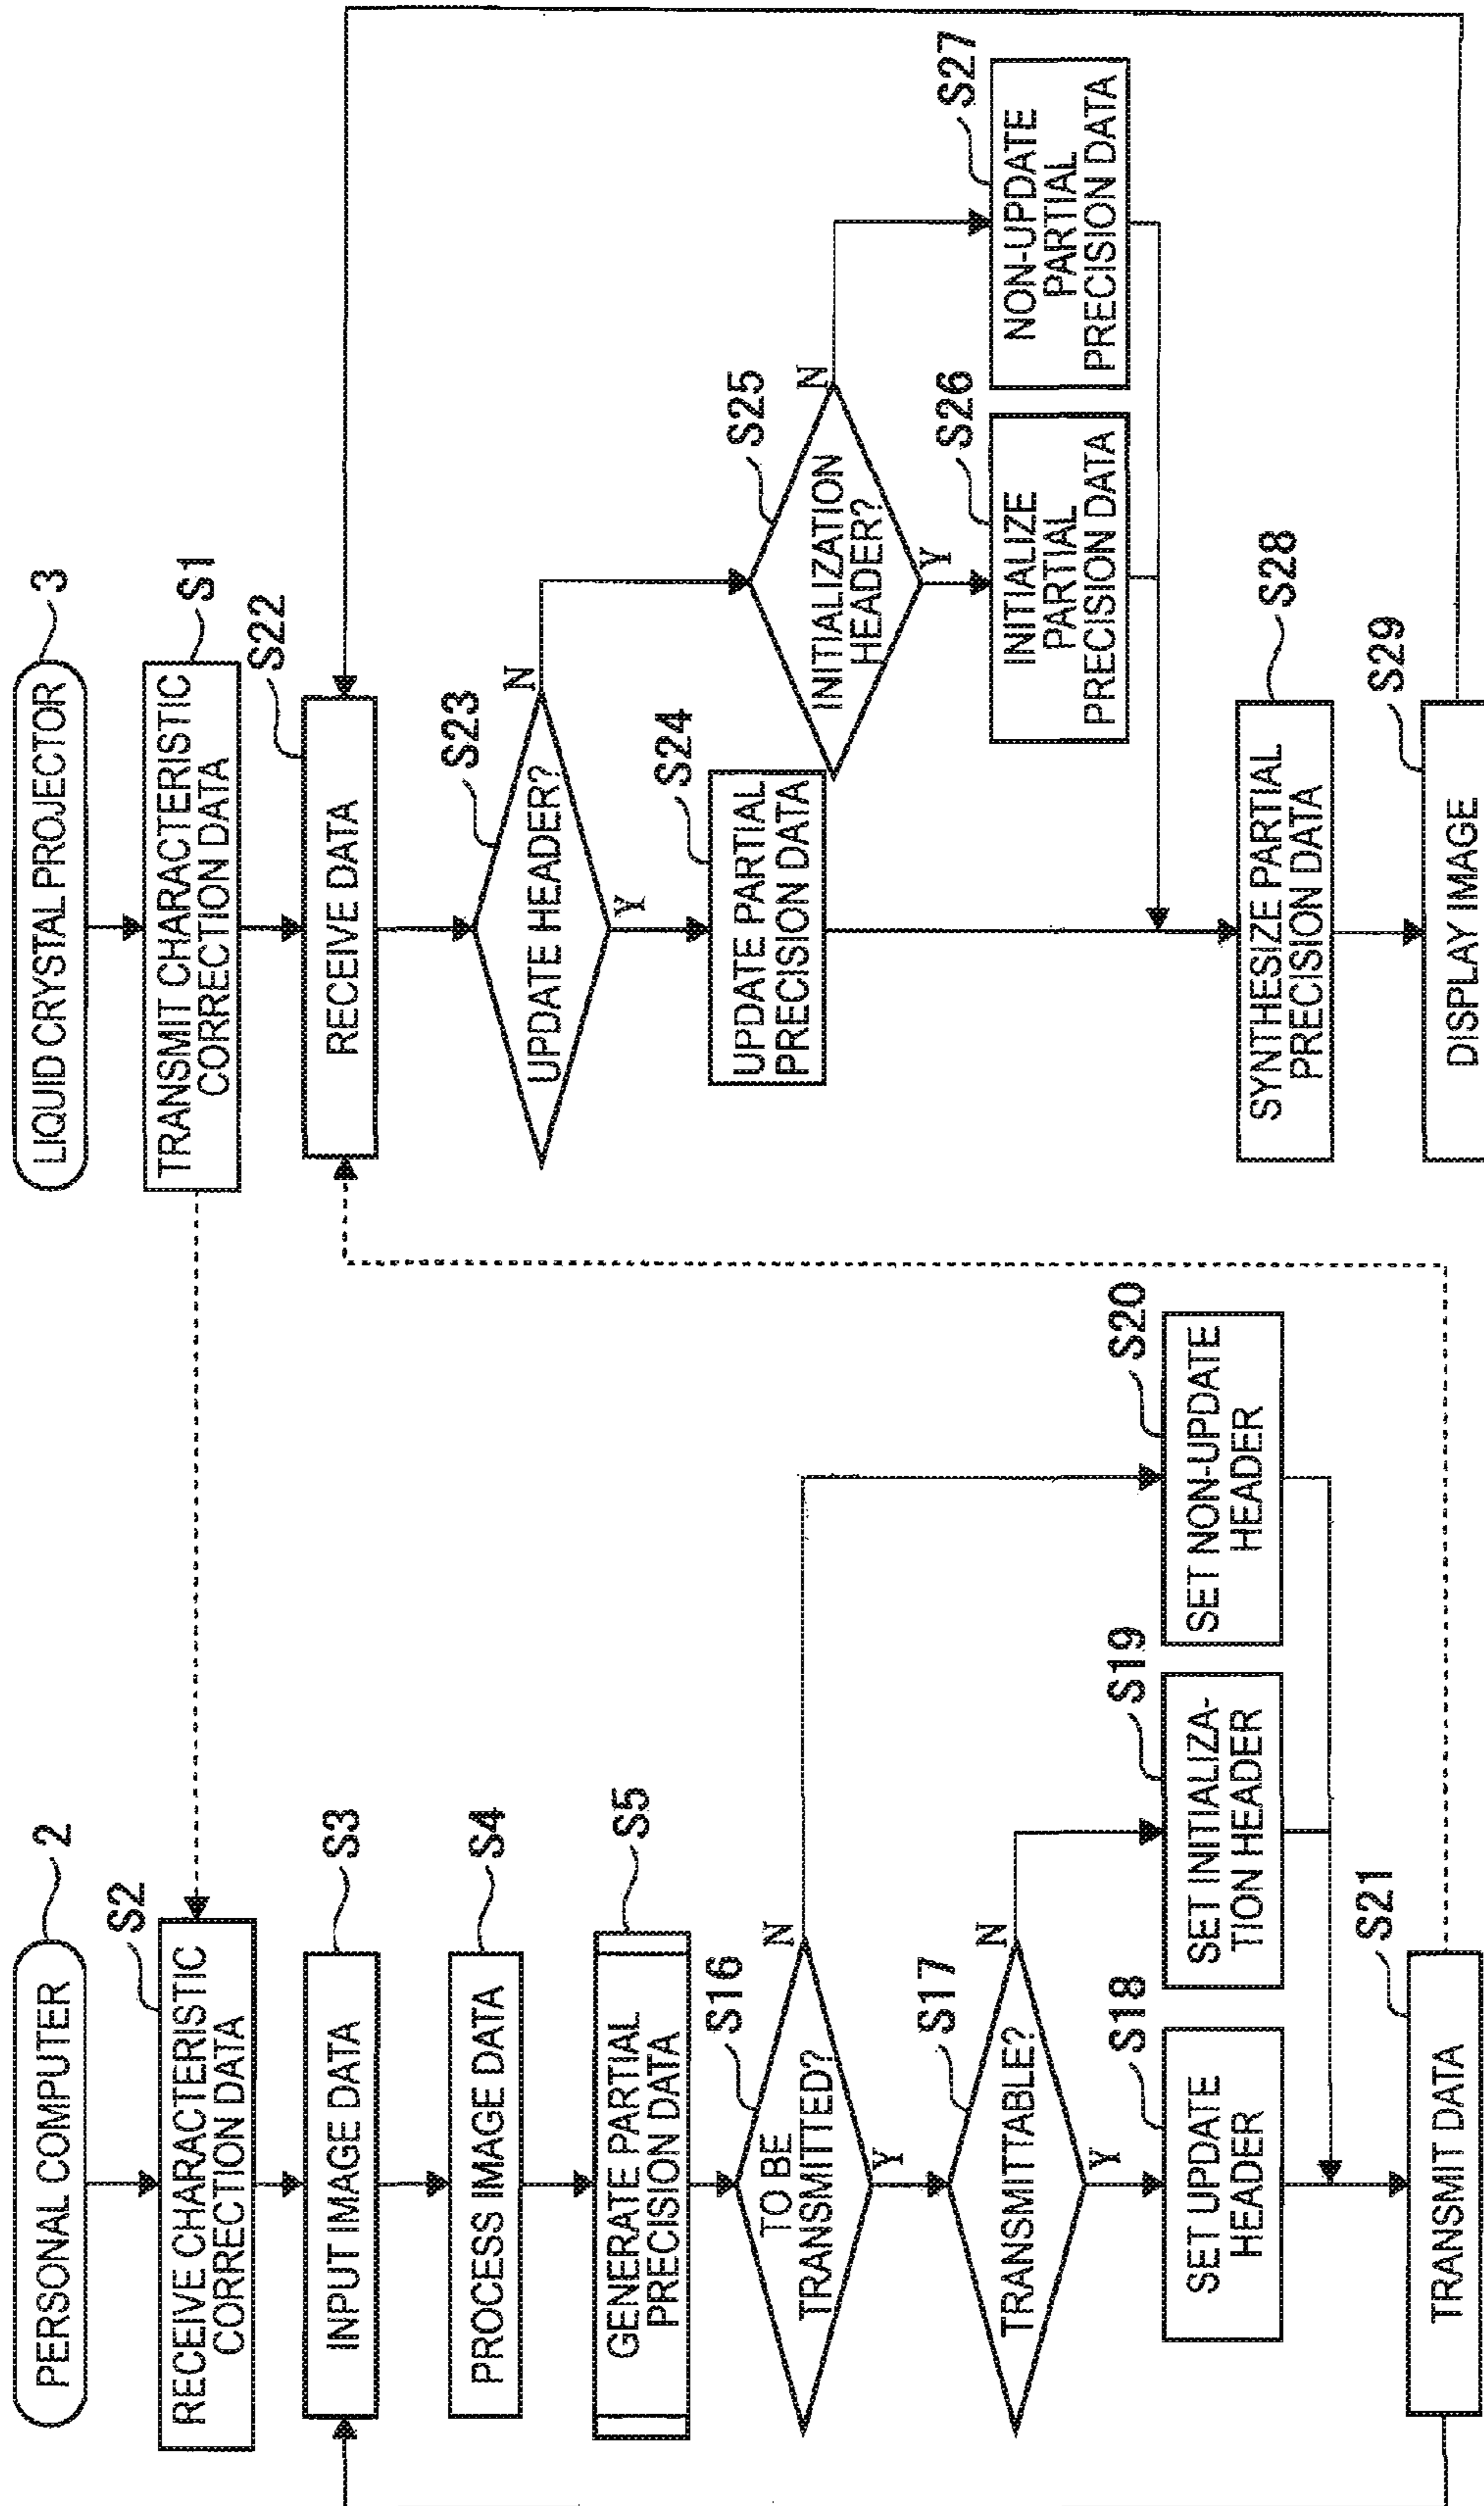 PERSONAL COMPUTER
2
RECEIVE CHARACTERISTIC
CORRECTION DATA
S2
INPUT IMAGE DATA
S3
PROCESS IMAGE DATA
S4
GENERATE PARTIAL
PRECISION DATA
S5
TO BE
TRANSMITTED?
S16
N
Y
TRANSMITTABLE?
S17
N
Y
SET UPDATE
HEADER
S18
SET INITIALIZA-
TION HEADER
S19
SET NON-UPDATE
HEADER
S20
TRANSMIT DATA
S21
LIQUID CRYSTAL PROJECTOR
3
TRANSMIT CHARACTERISTIC
CORRECTION DATA
S1
RECEIVE DATA
S22
UPDATE HEADER?
S23
N
Y
UPDATE PARTIAL
PRECISION DATA
S24
INITIALIZATION
HEADER?
S25
N
Y
INITIALIZE
PARTIAL
PRECISION DATA
S26
NON-UPDATE
PARTIAL
PRECISION DATA
S27
SYNTHESIZE PARTIAL
PRECISION DATA
S28
DISPLAY IMAGE
S29